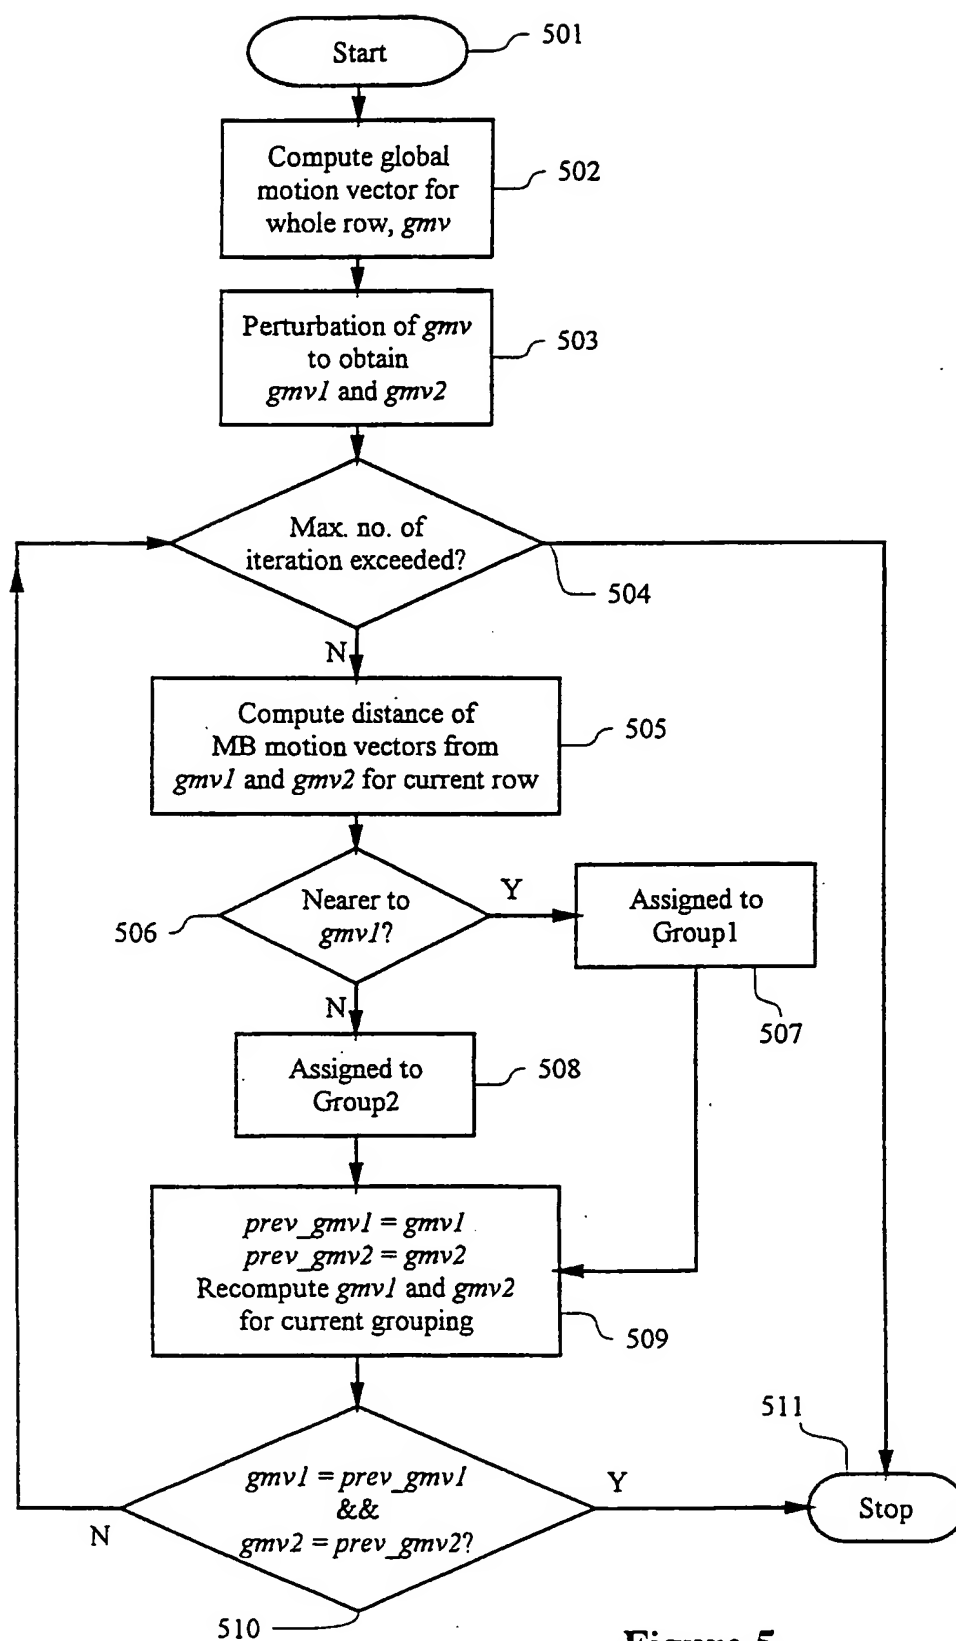 Start
501
Compute global
motion vector for
whole row, gmv
502
Perturbation of gmv
to obtain
gmv1 and gmv2
503
Max. no. of
iteration exceeded?
504
N
Compute distance of
MB motion vectors from
gmv1 and gmv2 for current row
505
Nearer to
gmv1?
506
Y
Assigned to
Group1
507
N
Assigned to
Group2
508
prev_gmv1 = gmv1
prev_gmv2 = gmv2
Recompute gmv1 and gmv2
for current grouping
509
gmv1 = prev_gmv1
&&
gmv2 = prev_gmv2?
N
Y
510
511
Stop
Figure 5